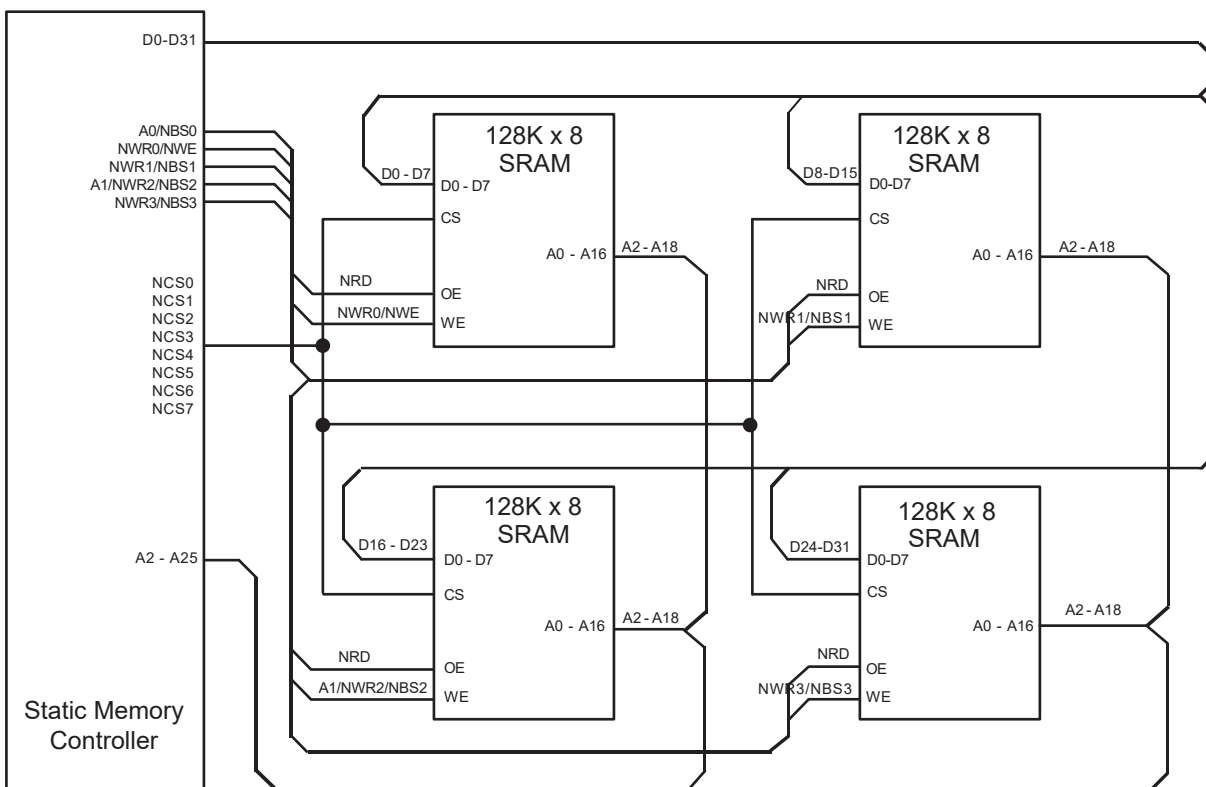 D0-D31
A0/NBS0
NWR0/NWE
NWR1/NBS1
A1/NWR2/NBS2
NWR3/NBS3
NCS0
NCS1
NCS2
NCS3
NCS4
NCS5
NCS6
NCS7
A2 - A25
Static Memory
Controller
128K x 8
SRAM
D0 - D7
D0 - D7
CS
A0 - A16
A2 - A18
NRD
OE
NWR0/NWE
WE
128K x 8
SRAM
D8-D15
D0-D7
CS
A0 - A16
A2 - A18
NRD
OE
NWR1/NBS1
WE
128K x 8
SRAM
D16 - D23
D0 - D7
CS
A0 - A16
A2 - A18
NRD
OE
A1/NWR2/NBS2
WE
128K x 8
SRAM
D24-D31
D0-D7
CS
A0 - A16
A2 - A18
NRD
OE
NWR3/NBS3
WE